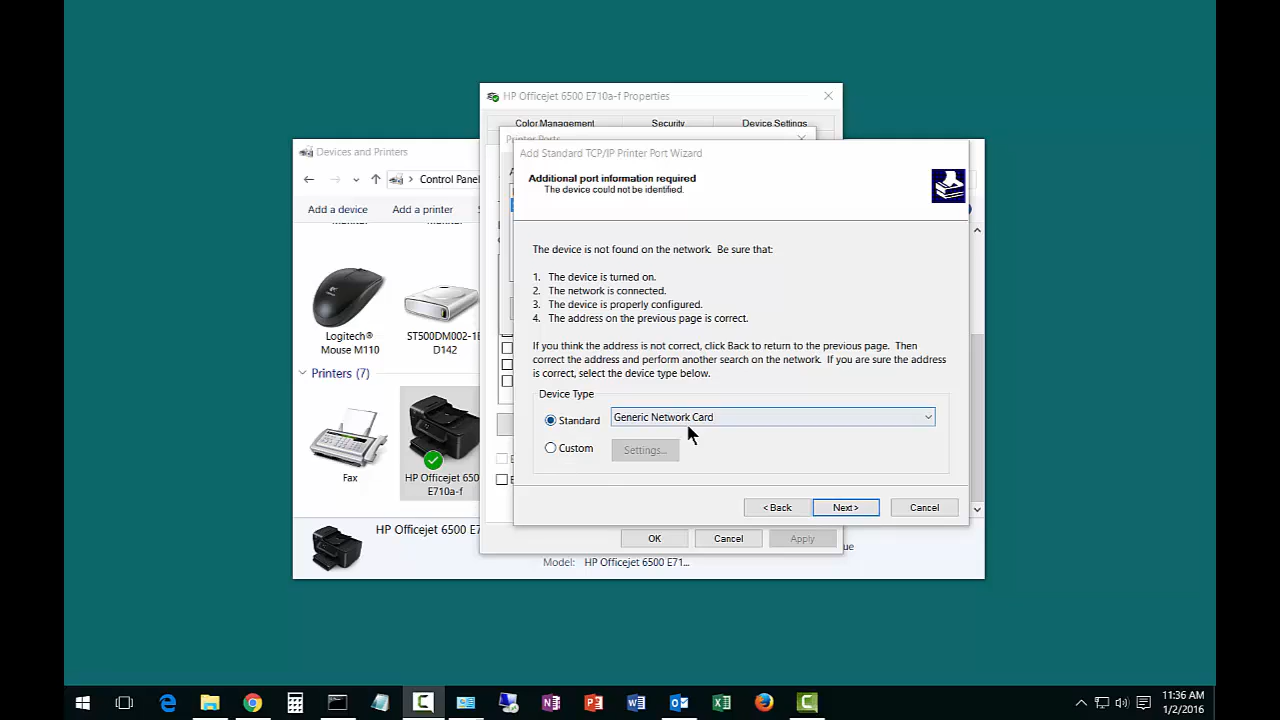 HP Officejet 6500 E710a-f Properties
Color Management
Security
Device Settings
Printer Ports
Devices and Printers
Control Panel
Add a device
Add a printer
Logitech®
Mouse M110
ST500DM002-1E
D142
Printers (7)
Fax
HP Officejet 6500
E710a-f
HP Officejet 6500 E7
Model: HP Officejet 6500 E71...
Add Standard TCP/IP Printer Port Wizard
Additional port information required
The device could not be identified.
The device is not found on the network. Be sure that:
1. The device is turned on.
2. The network is connected.
3. The device is properly configured.
4. The address on the previous page is correct.
If you think the address is not correct, click Back to return to the previous page. Then
correct the address and perform another search on the network. If you are sure the address
is correct, select the device type below.
Device Type
Standard
Generic Network Card
Custom
Settings...
< Back
Next >
Cancel
OK
Cancel
Apply
11:36 AM
1/2/2016